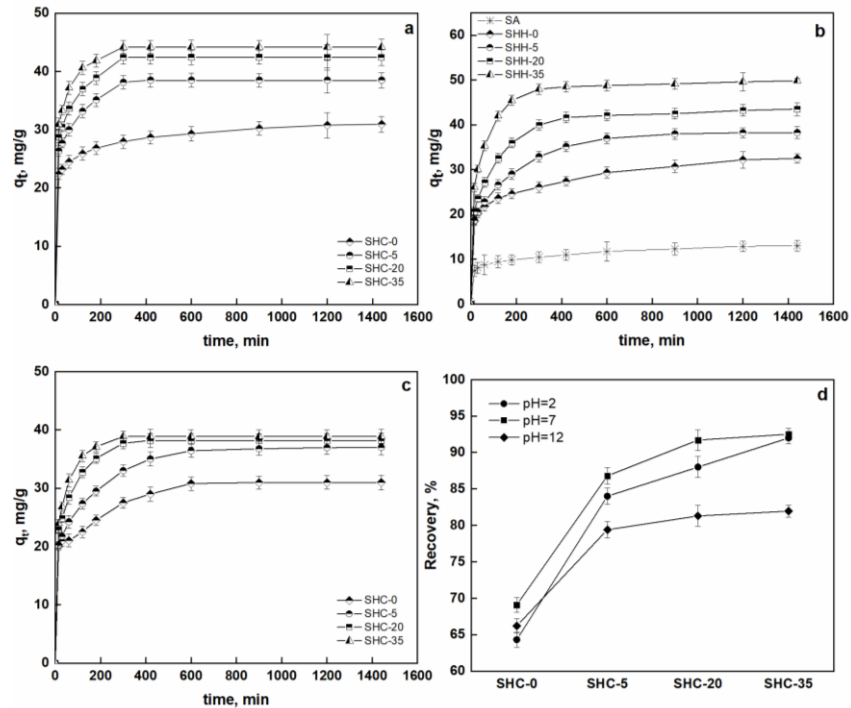 a
50
40
30
20
10
0
qt, mg/g
SHC-0
SHC-5
SHC-20
SHC-35
0 200 400 600 800 1000 1200 1400 1600
time, min
b
SA
SHH-0
SHH-5
SHH-20
SHH-35
60
50
40
30
20
10
0
qt, mg/g
0 200 400 600 800 1000 1200 1400 1600
time, min
c
50
40
30
20
10
0
qt, mg/g
SHC-0
SHC-5
SHC-20
SHC-35
0 200 400 600 800 1000 1200 1400 1600
time, min
d
pH=2
pH=7
pH=12
100
95
90
85
80
75
70
65
60
Recovery, %
SHC-0 SHC-5 SHC-20 SHC-35